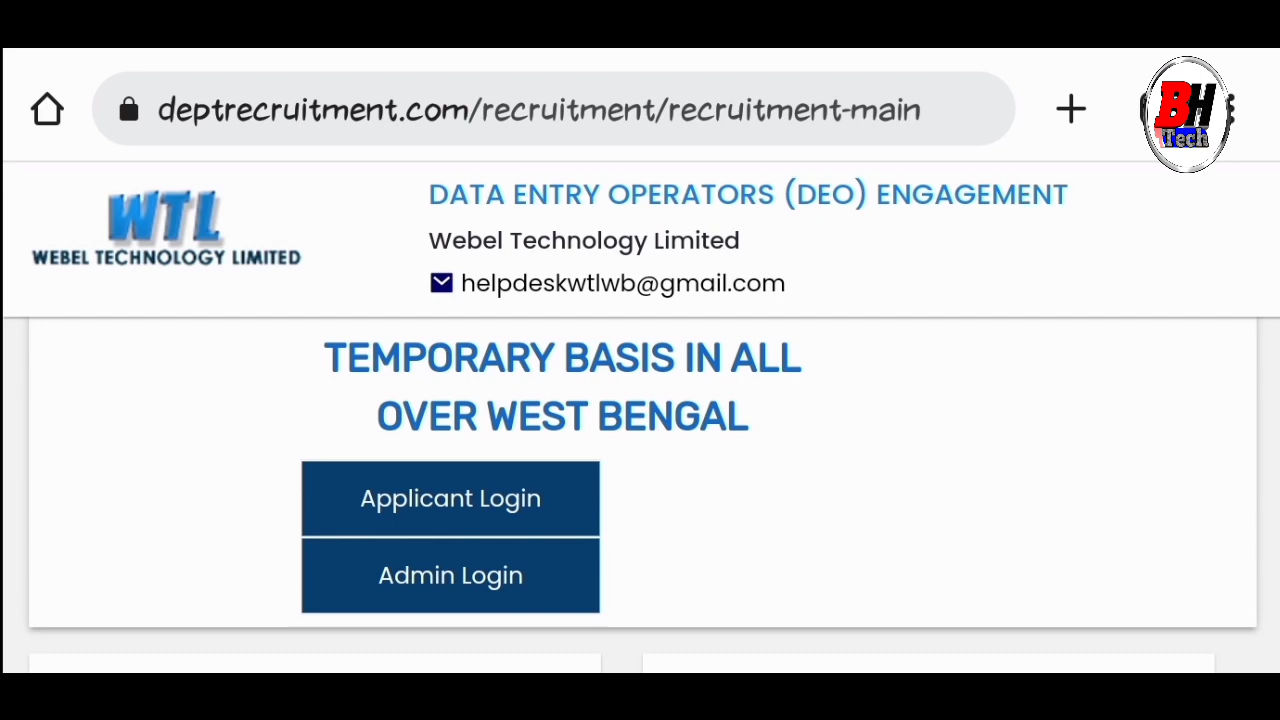 deptrecruitment.com/recruitment/recruitment-main
BH
Tech
WTL
WEBEL TECHNOLOGY LIMITED
DATA ENTRY OPERATORS (DEO) ENGAGEMENT
Webel Technology Limited
helpdeskwtlwb@gmail.com
TEMPORARY BASIS IN ALL
OVER WEST BENGAL
Applicant Login
Admin Login